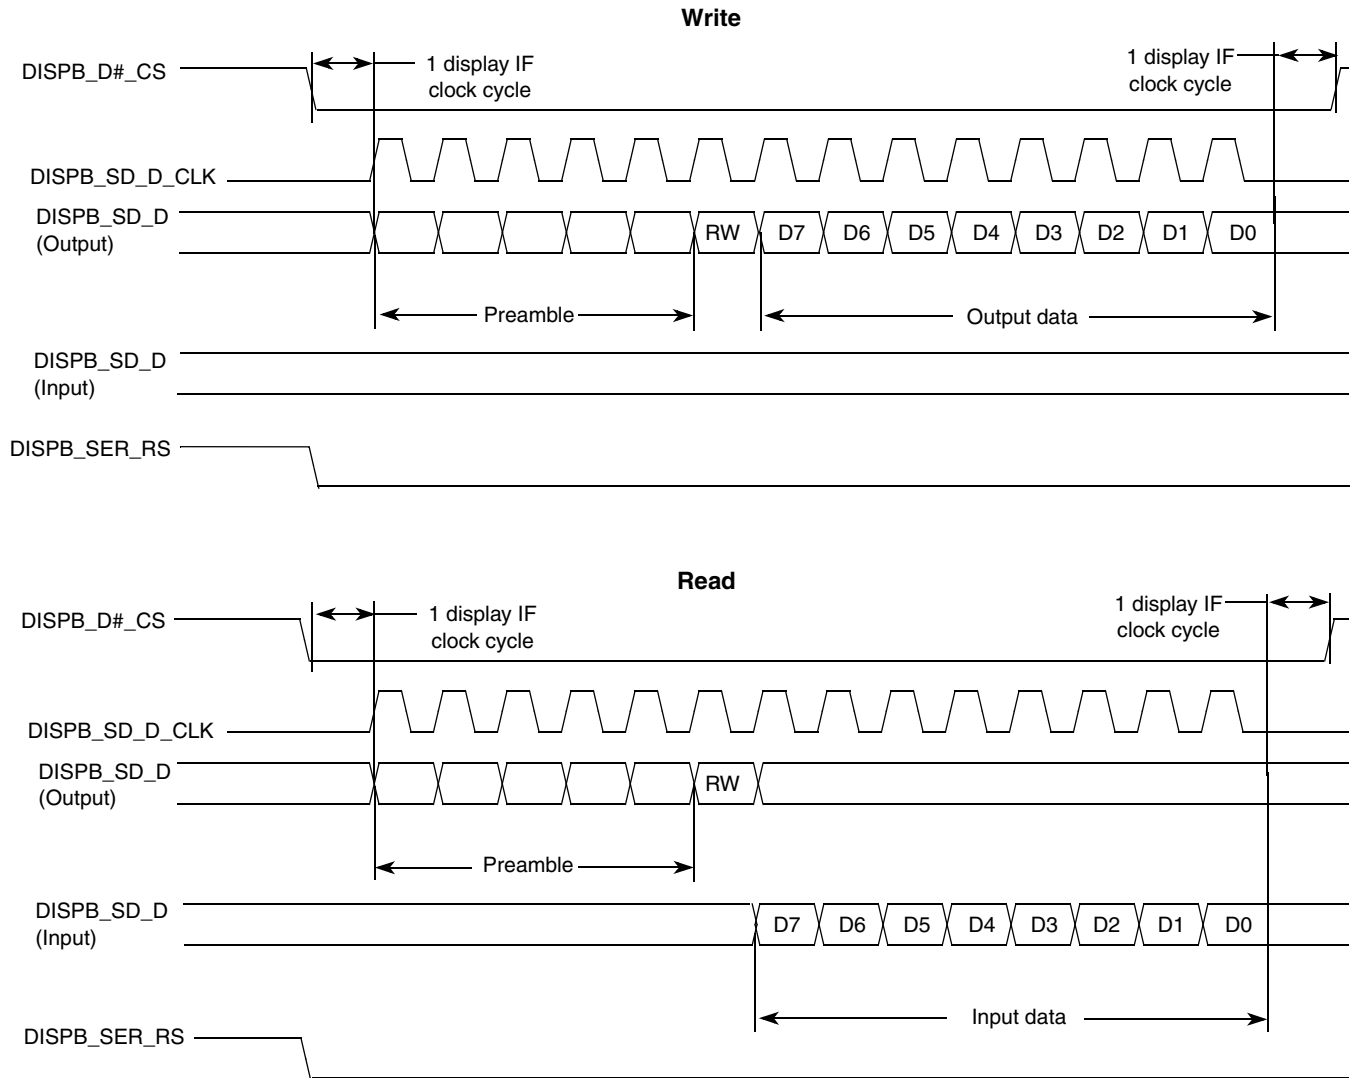 Write
DISPB_D#_CS
1 display IF
clock cycle
1 display IF
clock cycle
DISPB_SD_D_CLK
DISPB_SD_D
(Output)
RW D7 D6 D5 D4 D3 D2 D1 D0
Preamble
Output data
DISPB_SD_D
(Input)
DISPB_SER_RS
Read
DISPB_D#_CS
1 display IF
clock cycle
1 display IF
clock cycle
DISPB_SD_D_CLK
DISPB_SD_D
(Output)
RW
Preamble
DISPB_SD_D
(Input)
D7 D6 D5 D4 D3 D2 D1 D0
Input data
DISPB_SER_RS